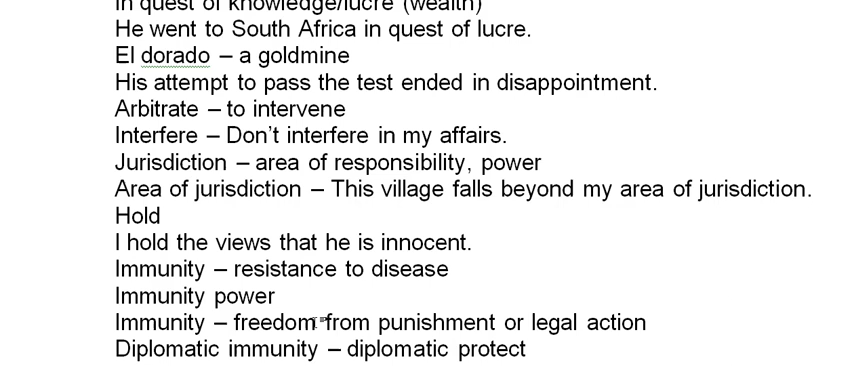 In quest of knowledge/lucre (wealth)
He went to South Africa in quest of lucre.
El dorado – a goldmine
His attempt to pass the test ended in disappointment.
Arbitrate – to intervene
Interfere – Don't interfere in my affairs.
Jurisdiction – area of responsibility, power
Area of jurisdiction – This village falls beyond my area of jurisdiction.
Hold
I hold the views that he is innocent.
Immunity – resistance to disease
Immunity power
Immunity – freedom from punishment or legal action
Diplomatic immunity – diplomatic protect